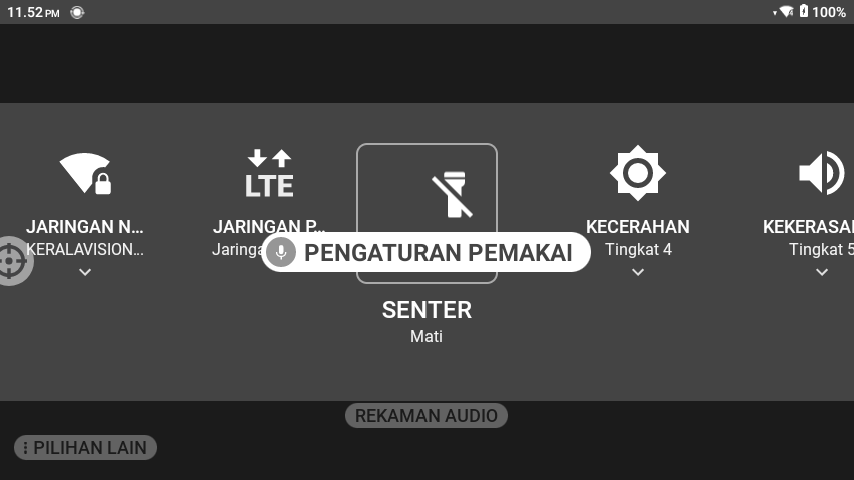 11.52 PM
100%
LTE
JARINGAN N...
JARINGAN P...
KECERAHAN
KEKERASA
KERALAVISION...
Jaringa
Tingkat 4
Tingkat 5
PENGATURAN PEMAKAI
SENTER
Mati
REKAMAN AUDIO
PILIHAN LAIN